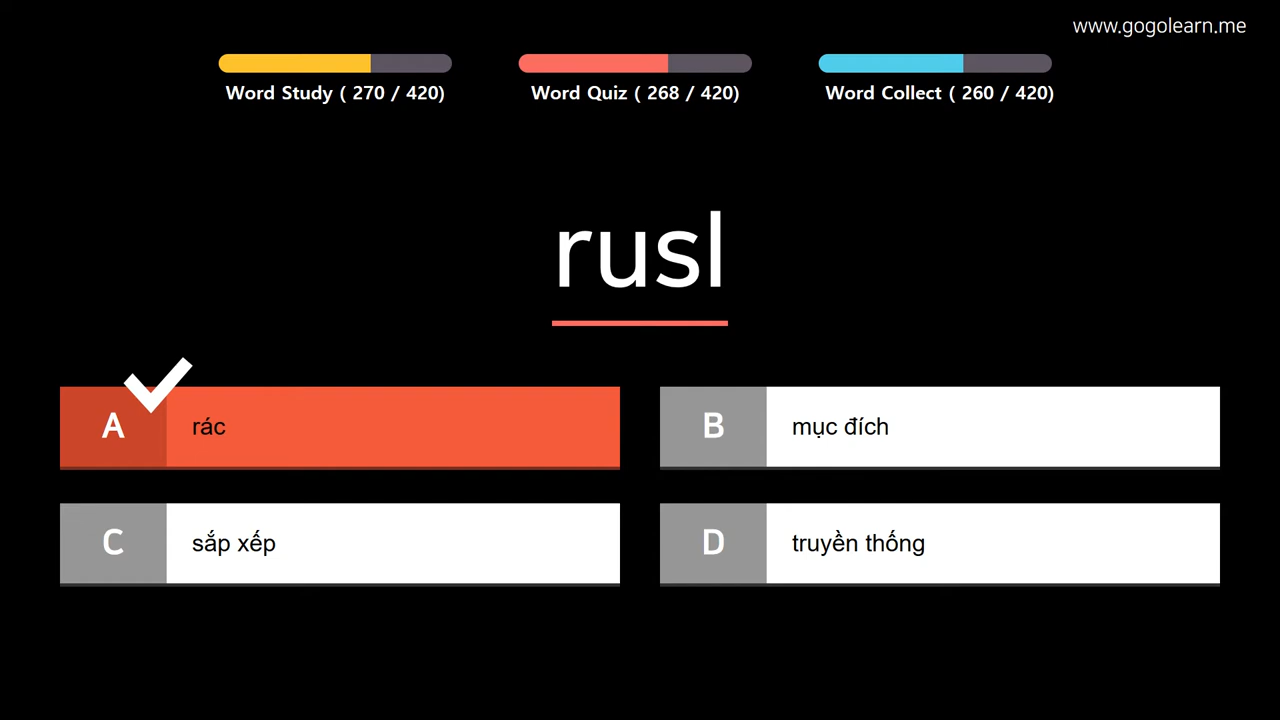 www.gogolearn.me
Word Study ( 270 / 420)
Word Quiz ( 268 / 420)
Word Collect ( 260 / 420)
rusl
A
rác
B
mục đích
C
sắp xếp
D
truyền thống